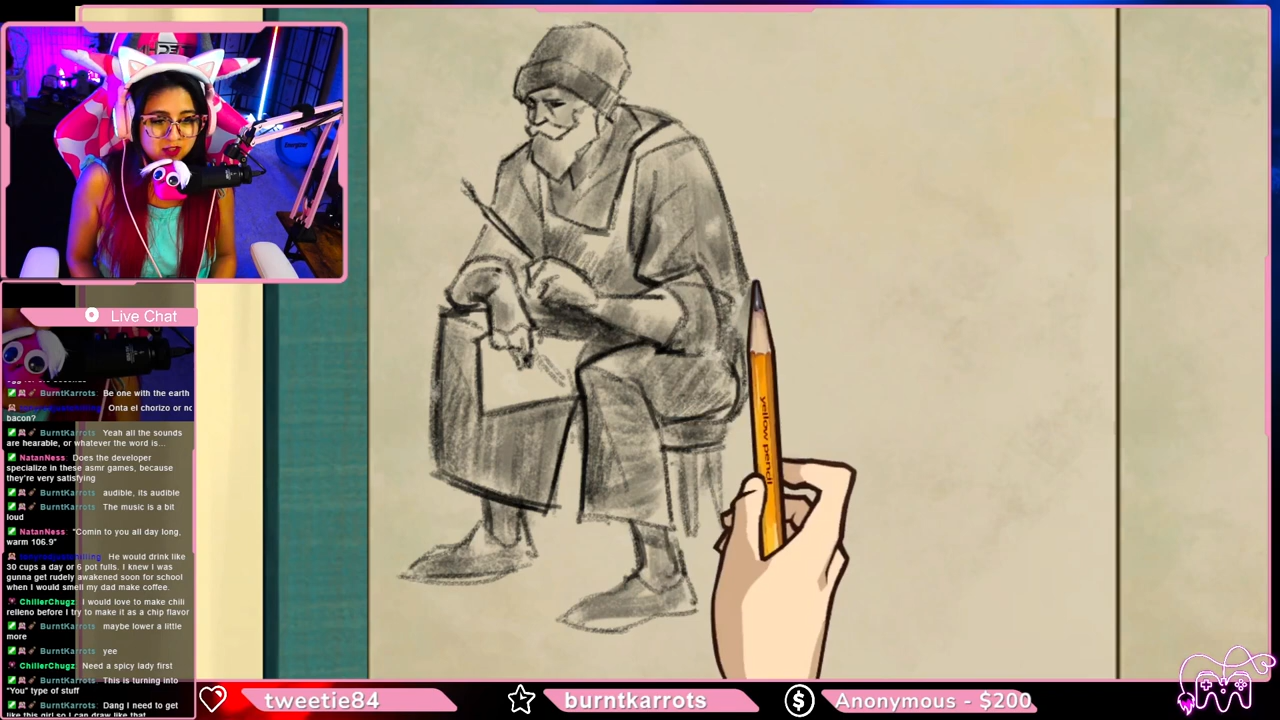 Energizer
Live Chat
BurntKarrots Be one with the earth
Onta el chorizo or no
bacon?
BurntKarrots Yeah all the sounds
are hearable, or whatever the word is...
NatanNess: Does the developer
specialize in these asmr games, because
they're very satisfying
BurntKarrots audible, its audible
BurntKarrots The music is a bit
loud
NatanNess: "Comin to you all day long,
warm 106.9"
He would drink like
30 cups a day or 6 pot fulls. I knew I was
gunna get rudely awakened soon for school
when I would smell my dad make coffee.
ChillerChugz: I would love to make chili
relleno before I try to make it as a chip flavor
BurntKarrots maybe lower a little
more
BurntKarrots yee
ChillerChugz: Need a spicy lady first
BurntKarrots This is turning into
"You" type of stuff
BurntKarrots Dang I need to get
like this girl so I can draw like that
yellow pencil
tweetie84
burntkarrots
Anonymous - $200